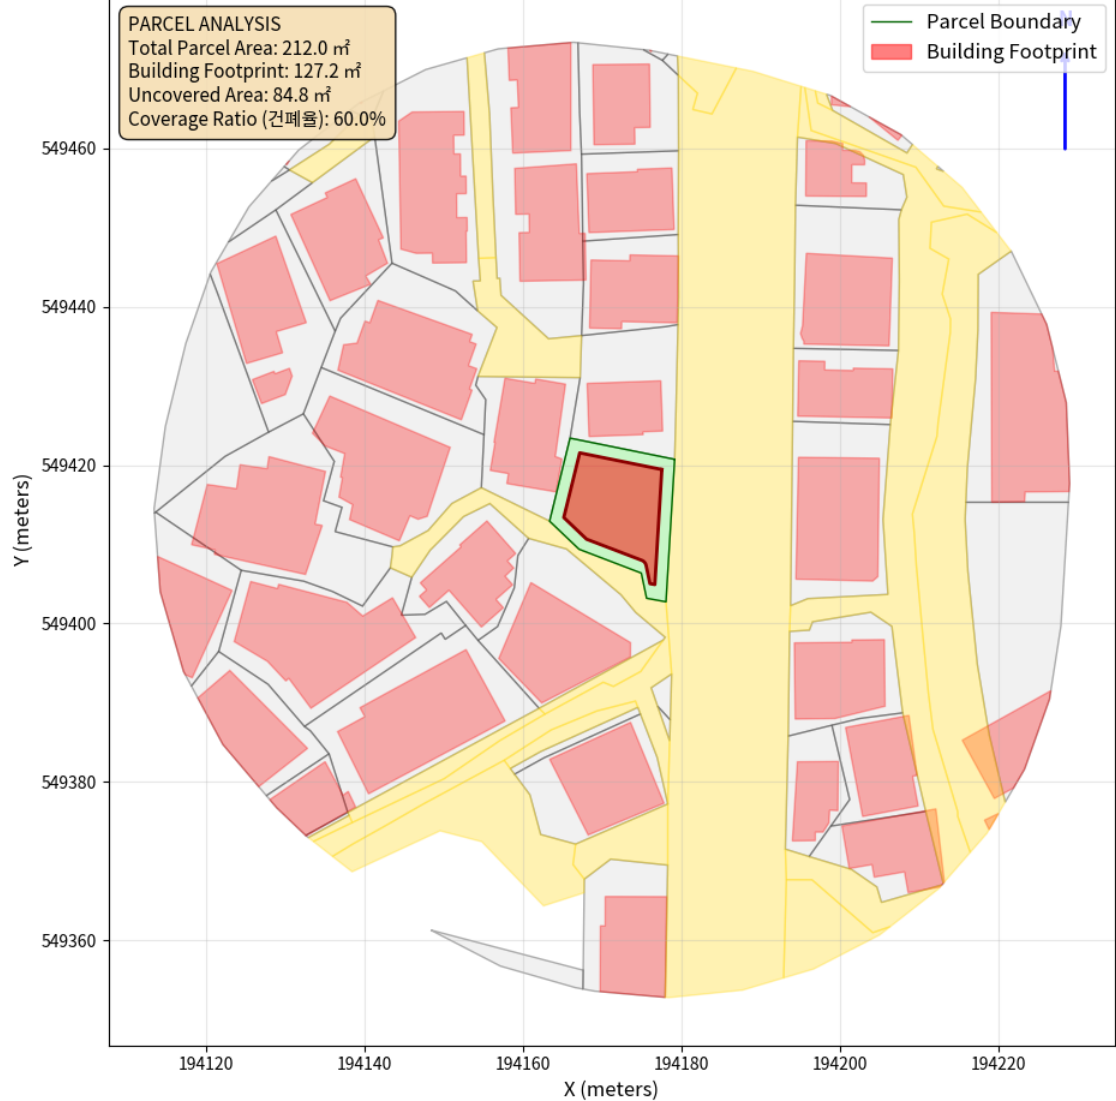 PARCEL ANALYSIS
Total Parcel Area: 212.0 ㎡
Building Footprint: 127.2 ㎡
Uncovered Area: 84.8 ㎡
Coverage Ratio (건폐율): 60.0%
Parcel Boundary
Building Footprint
N
549460
549440
549420
549400
549380
549360
Y (meters)
194120
194140
194160
194180
194200
194220
X (meters)